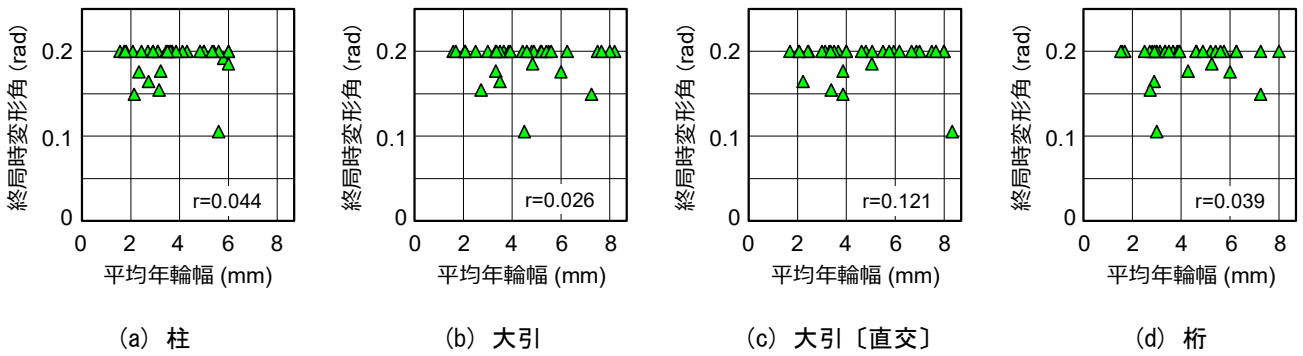 終局時変形角 (rad)
0.2
0.1
0
r=0.044
0 2 4 6 8
平均年輪幅 (mm)
(a) 柱
終局時変形角 (rad)
0.2
0.1
0
r=0.026
0 2 4 6 8
平均年輪幅 (mm)
(b) 大引
終局時変形角 (rad)
0.2
0.1
0
r=0.121
0 2 4 6 8
平均年輪幅 (mm)
(c) 大引〔直交〕
終局時変形角 (rad)
0.2
0.1
0
r=0.039
0 2 4 6 8
平均年輪幅 (mm)
(d) 桁